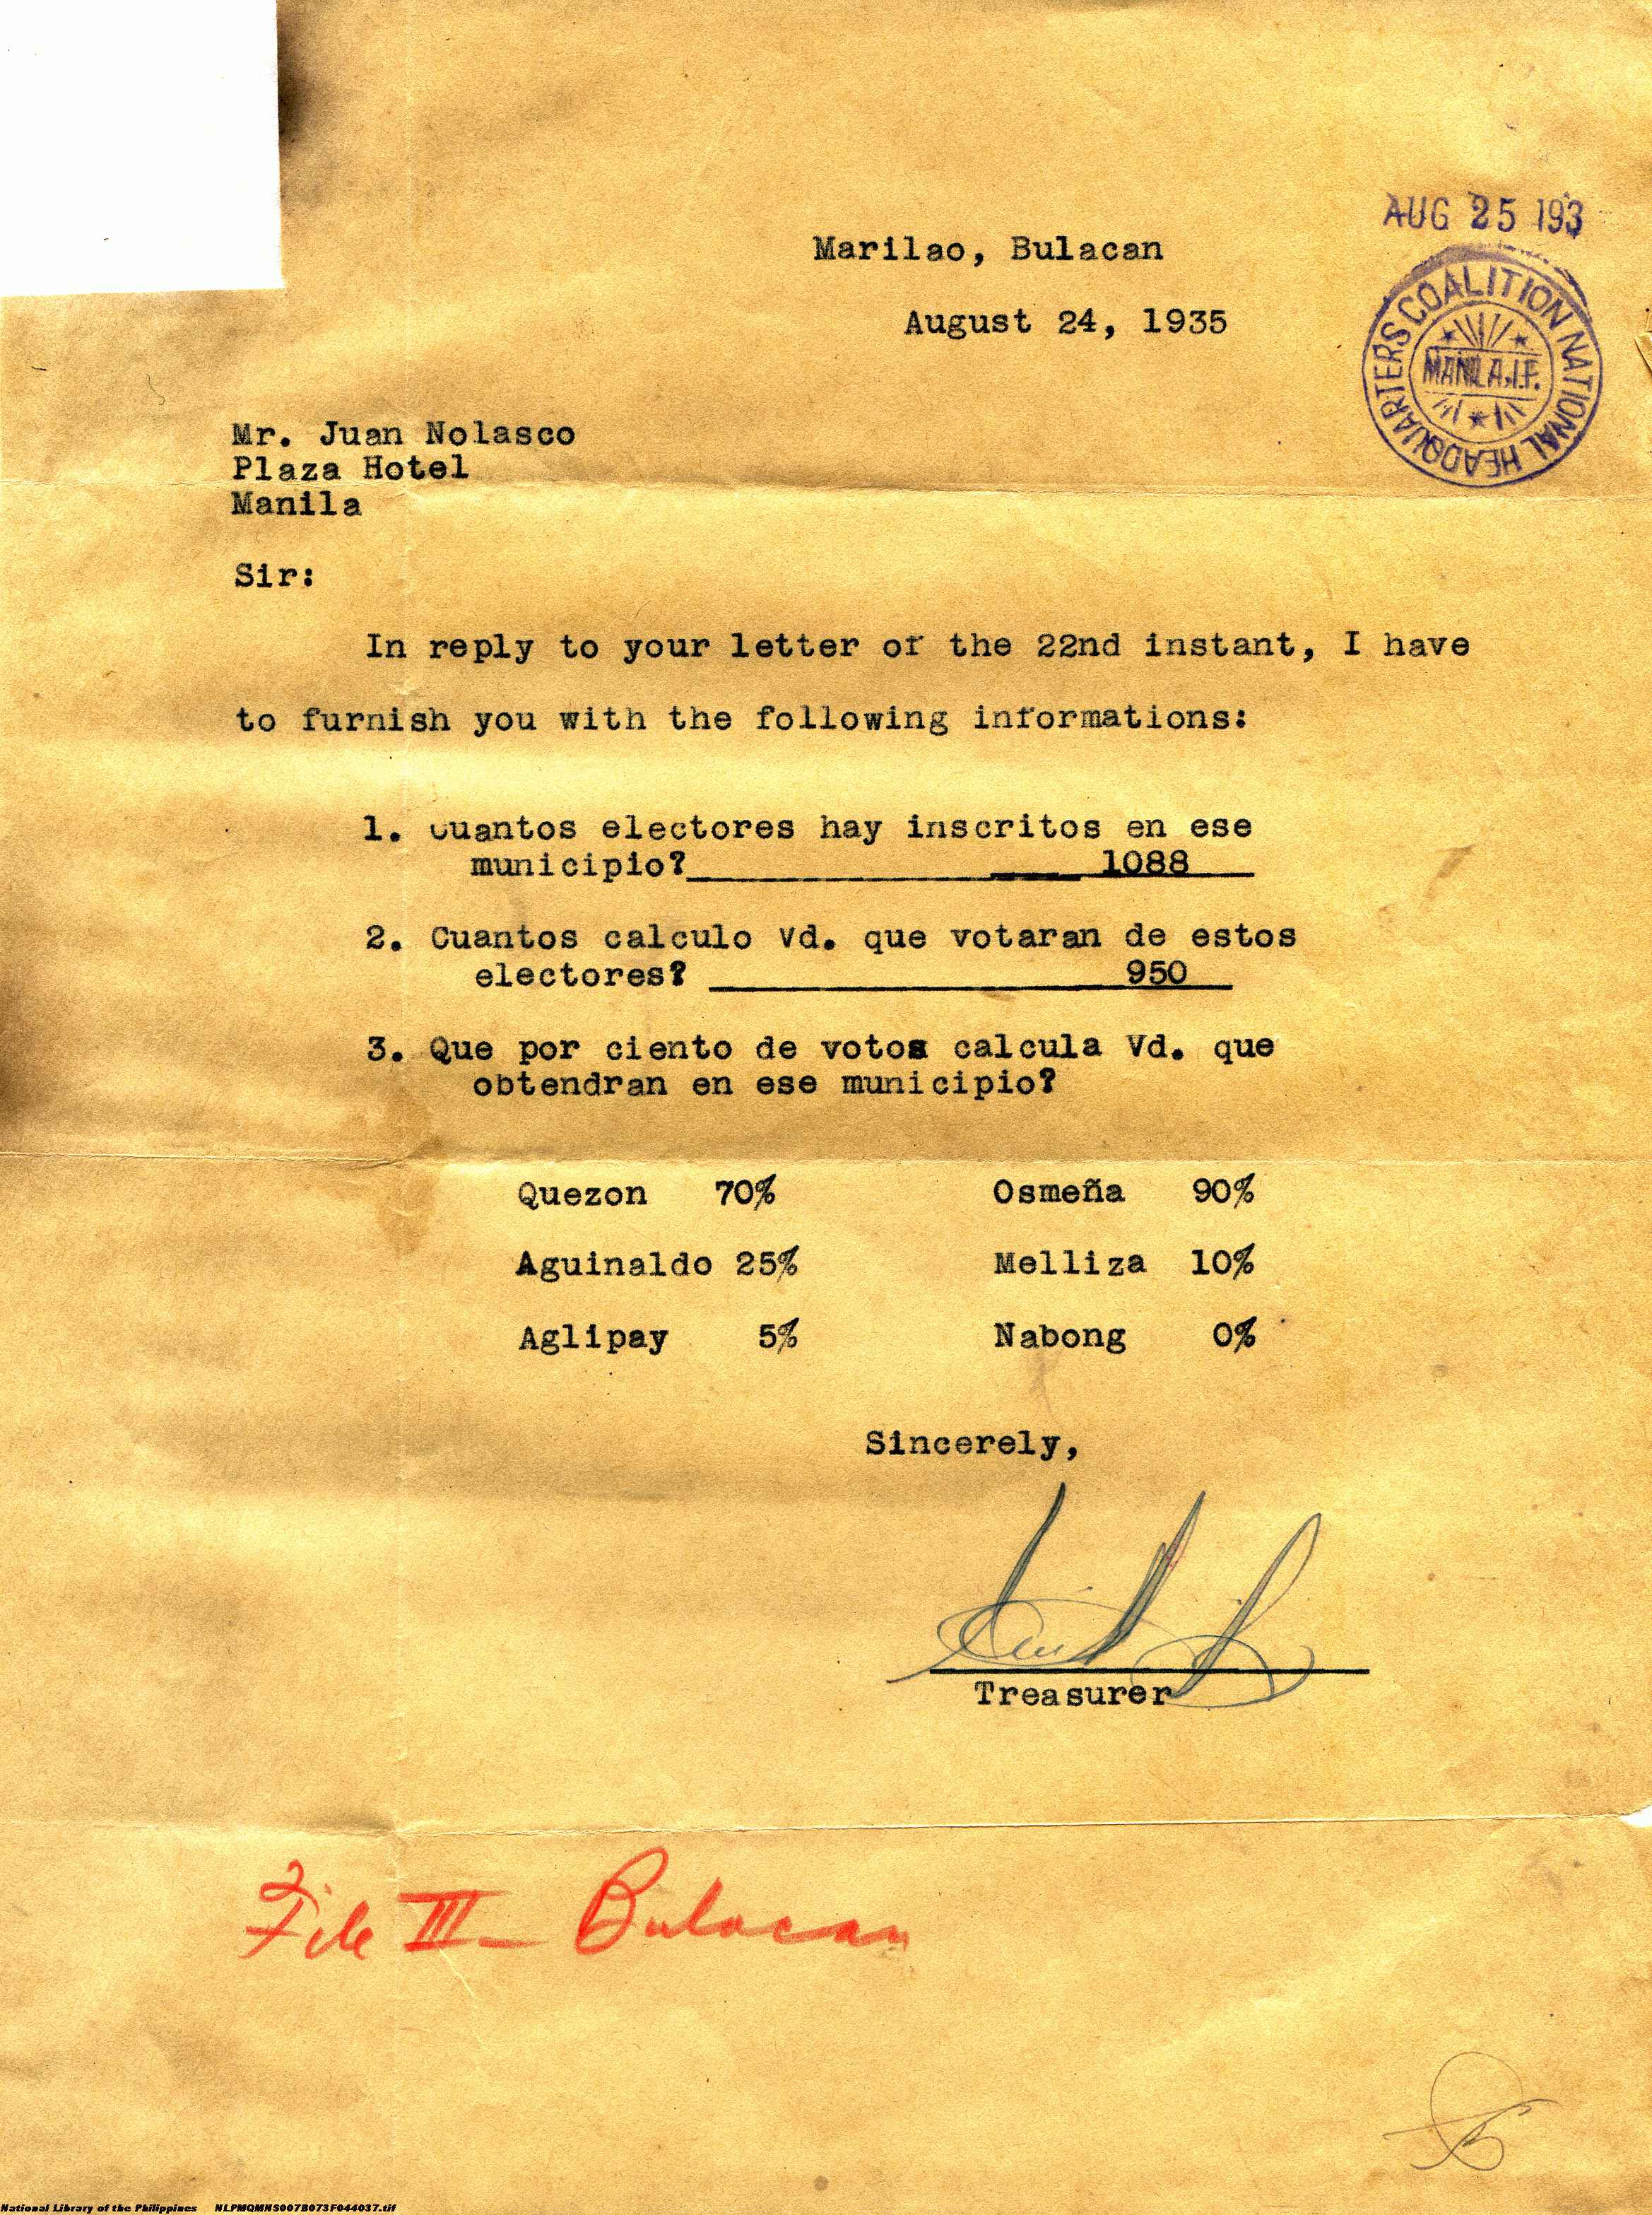 AUG 25 193
COALITION NATIONAL HEADQUARTERS
MANILA, I.F.
Marilao, Bulacan
August 24, 1935
Mr. Juan Nolasco
Plaza Hotel
Manila
Sir:
In reply to your letter of the 22nd instant, I have
to furnish you with the following informations:
1. Cuantos electores hay inscritos en ese
municipio? 1088
2. Cuantos calculo Vd. que votaran de estos
electores? 950
3. Que por ciento de votos calcula Vd. que
obtendran en ese municipio?
Quezon 70% Osmeña 90%
Aguinaldo 25% Melliza 10%
Aglipay 5% Nabong 0%
Sincerely,
Treasurer
File III - Bulacan
National Library of the Philippines NLPMQMNS007B073F044037.tif